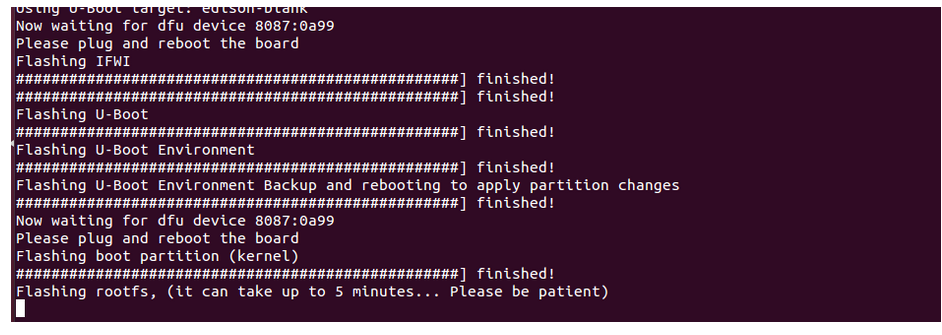 Using U-Boot target: edison-blank
Now waiting for dfu device 8087:0a99
Please plug and reboot the board
Flashing IFWI
##################################################] finished!
##################################################] finished!
Flashing U-Boot
##################################################] finished!
Flashing U-Boot Environment
##################################################] finished!
Flashing U-Boot Environment Backup and rebooting to apply partition changes
##################################################] finished!
Now waiting for dfu device 8087:0a99
Please plug and reboot the board
Flashing boot partition (kernel)
##################################################] finished!
Flashing rootfs, (it can take up to 5 minutes... Please be patient)